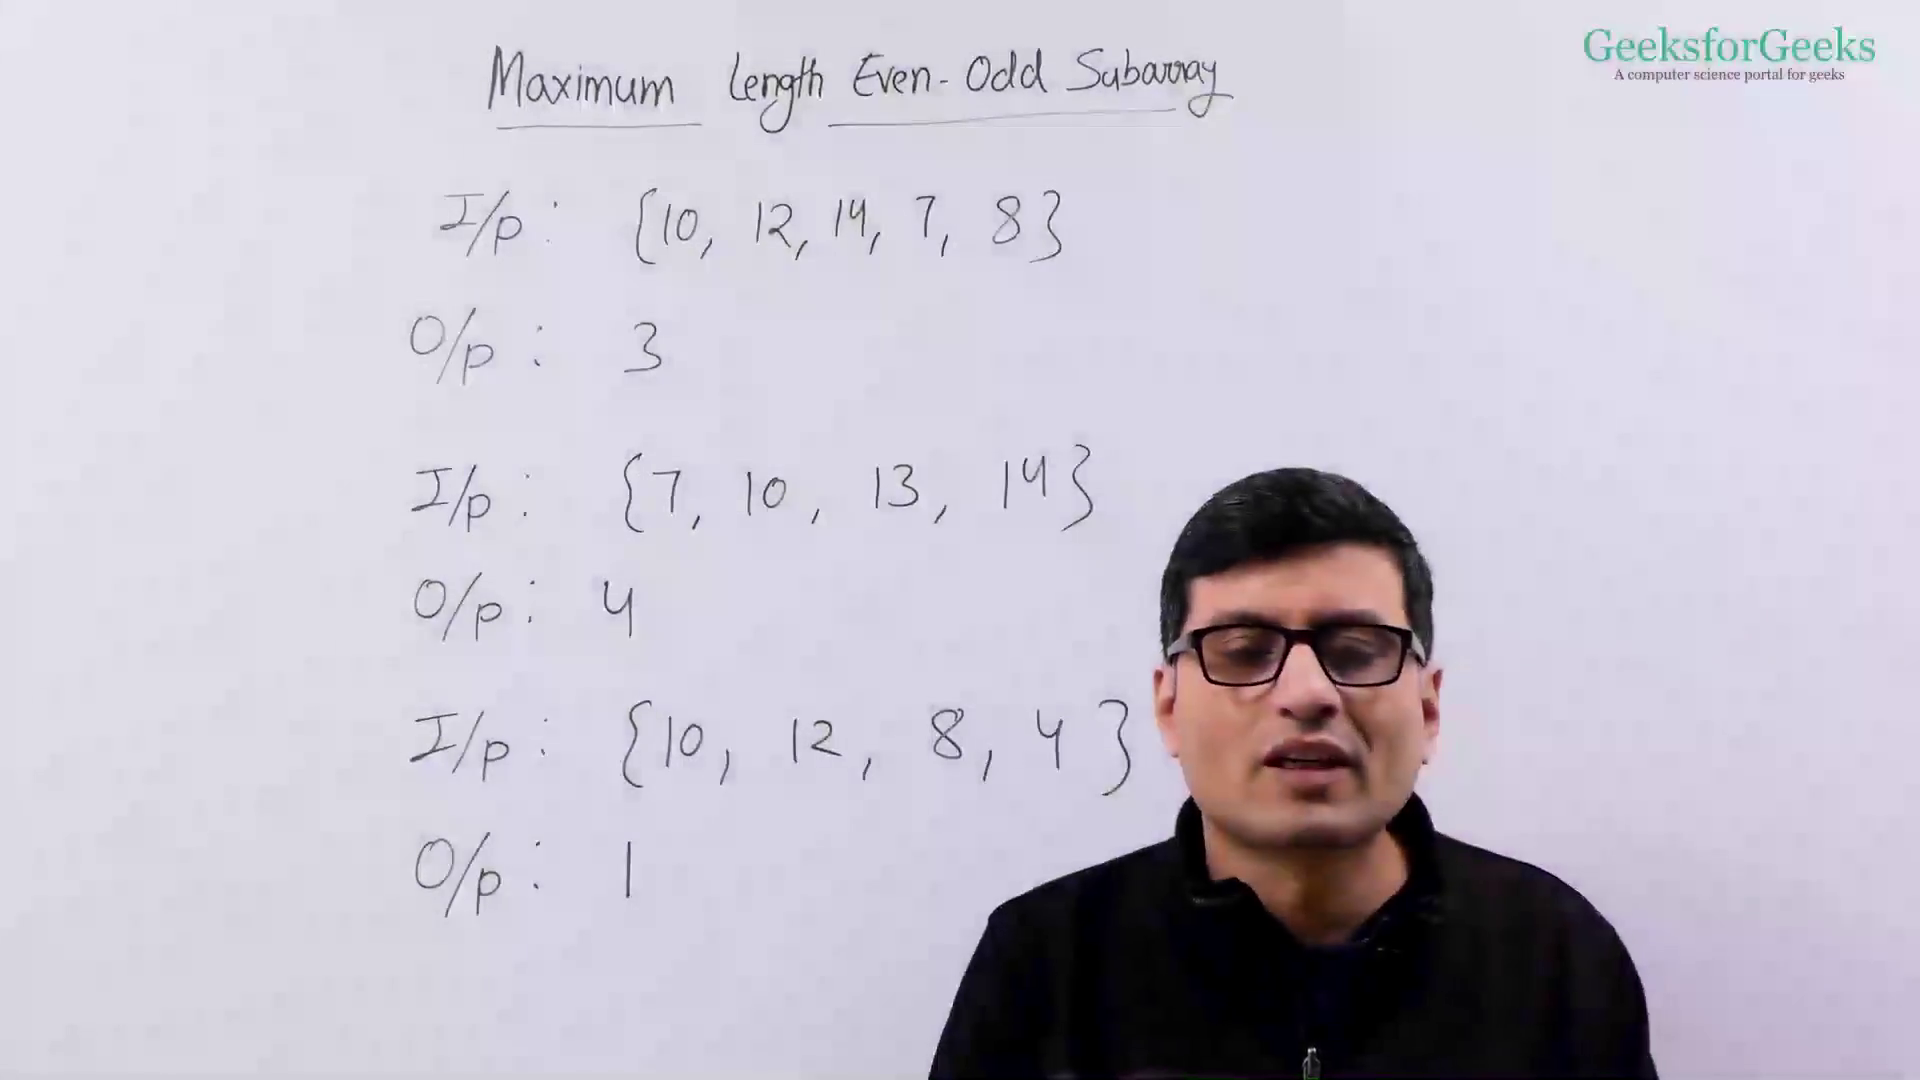 GeeksforGeeks
A computer science portal for geeks
Maximum Length Even-Odd Subarray
I/p : {10, 12, 14, 7, 8}
O/p : 3
I/p : {7, 10, 13, 14}
O/p : 4
I/p : {10, 12, 8, 4}
O/p : 1